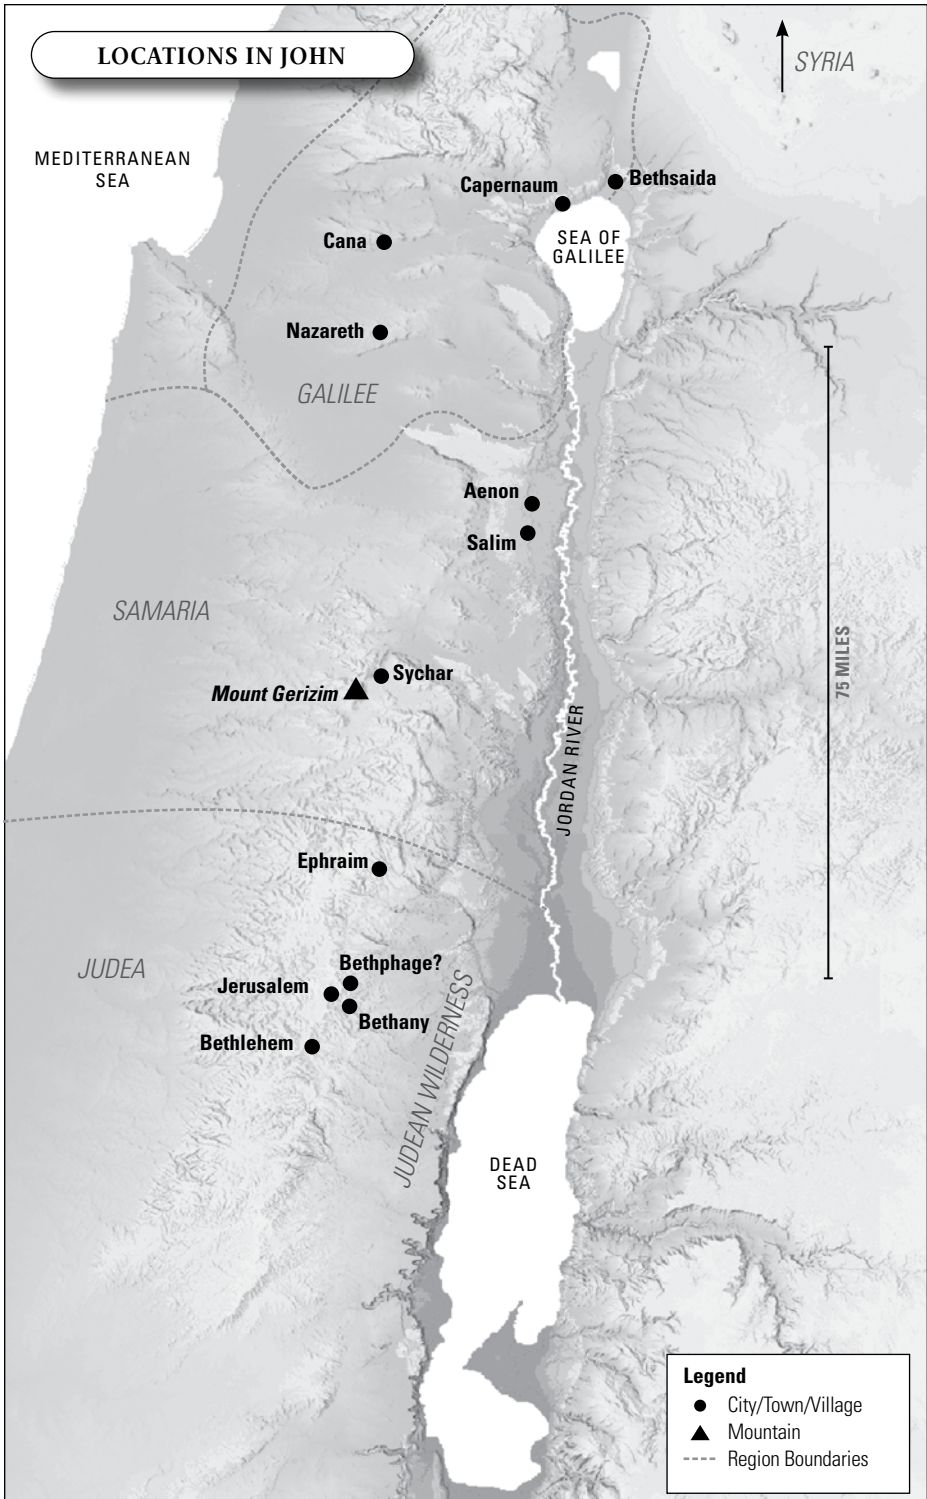 LOCATIONS IN JOHN
SYRIA
MEDITERRANEAN
SEA
Capernaum
Bethsaida
Cana
SEA OF
GALILEE
Nazareth
GALILEE
Aenon
Salim
SAMARIA
75 MILES
Sychar
Mount Gerizim
JORDAN RIVER
Ephraim
JUDEA
Bethphage?
Jerusalem
Bethany
Bethlehem
JUDEAN WILDERNESS
DEAD
SEA
Legend
City/Town/Village
Mountain
Region Boundaries